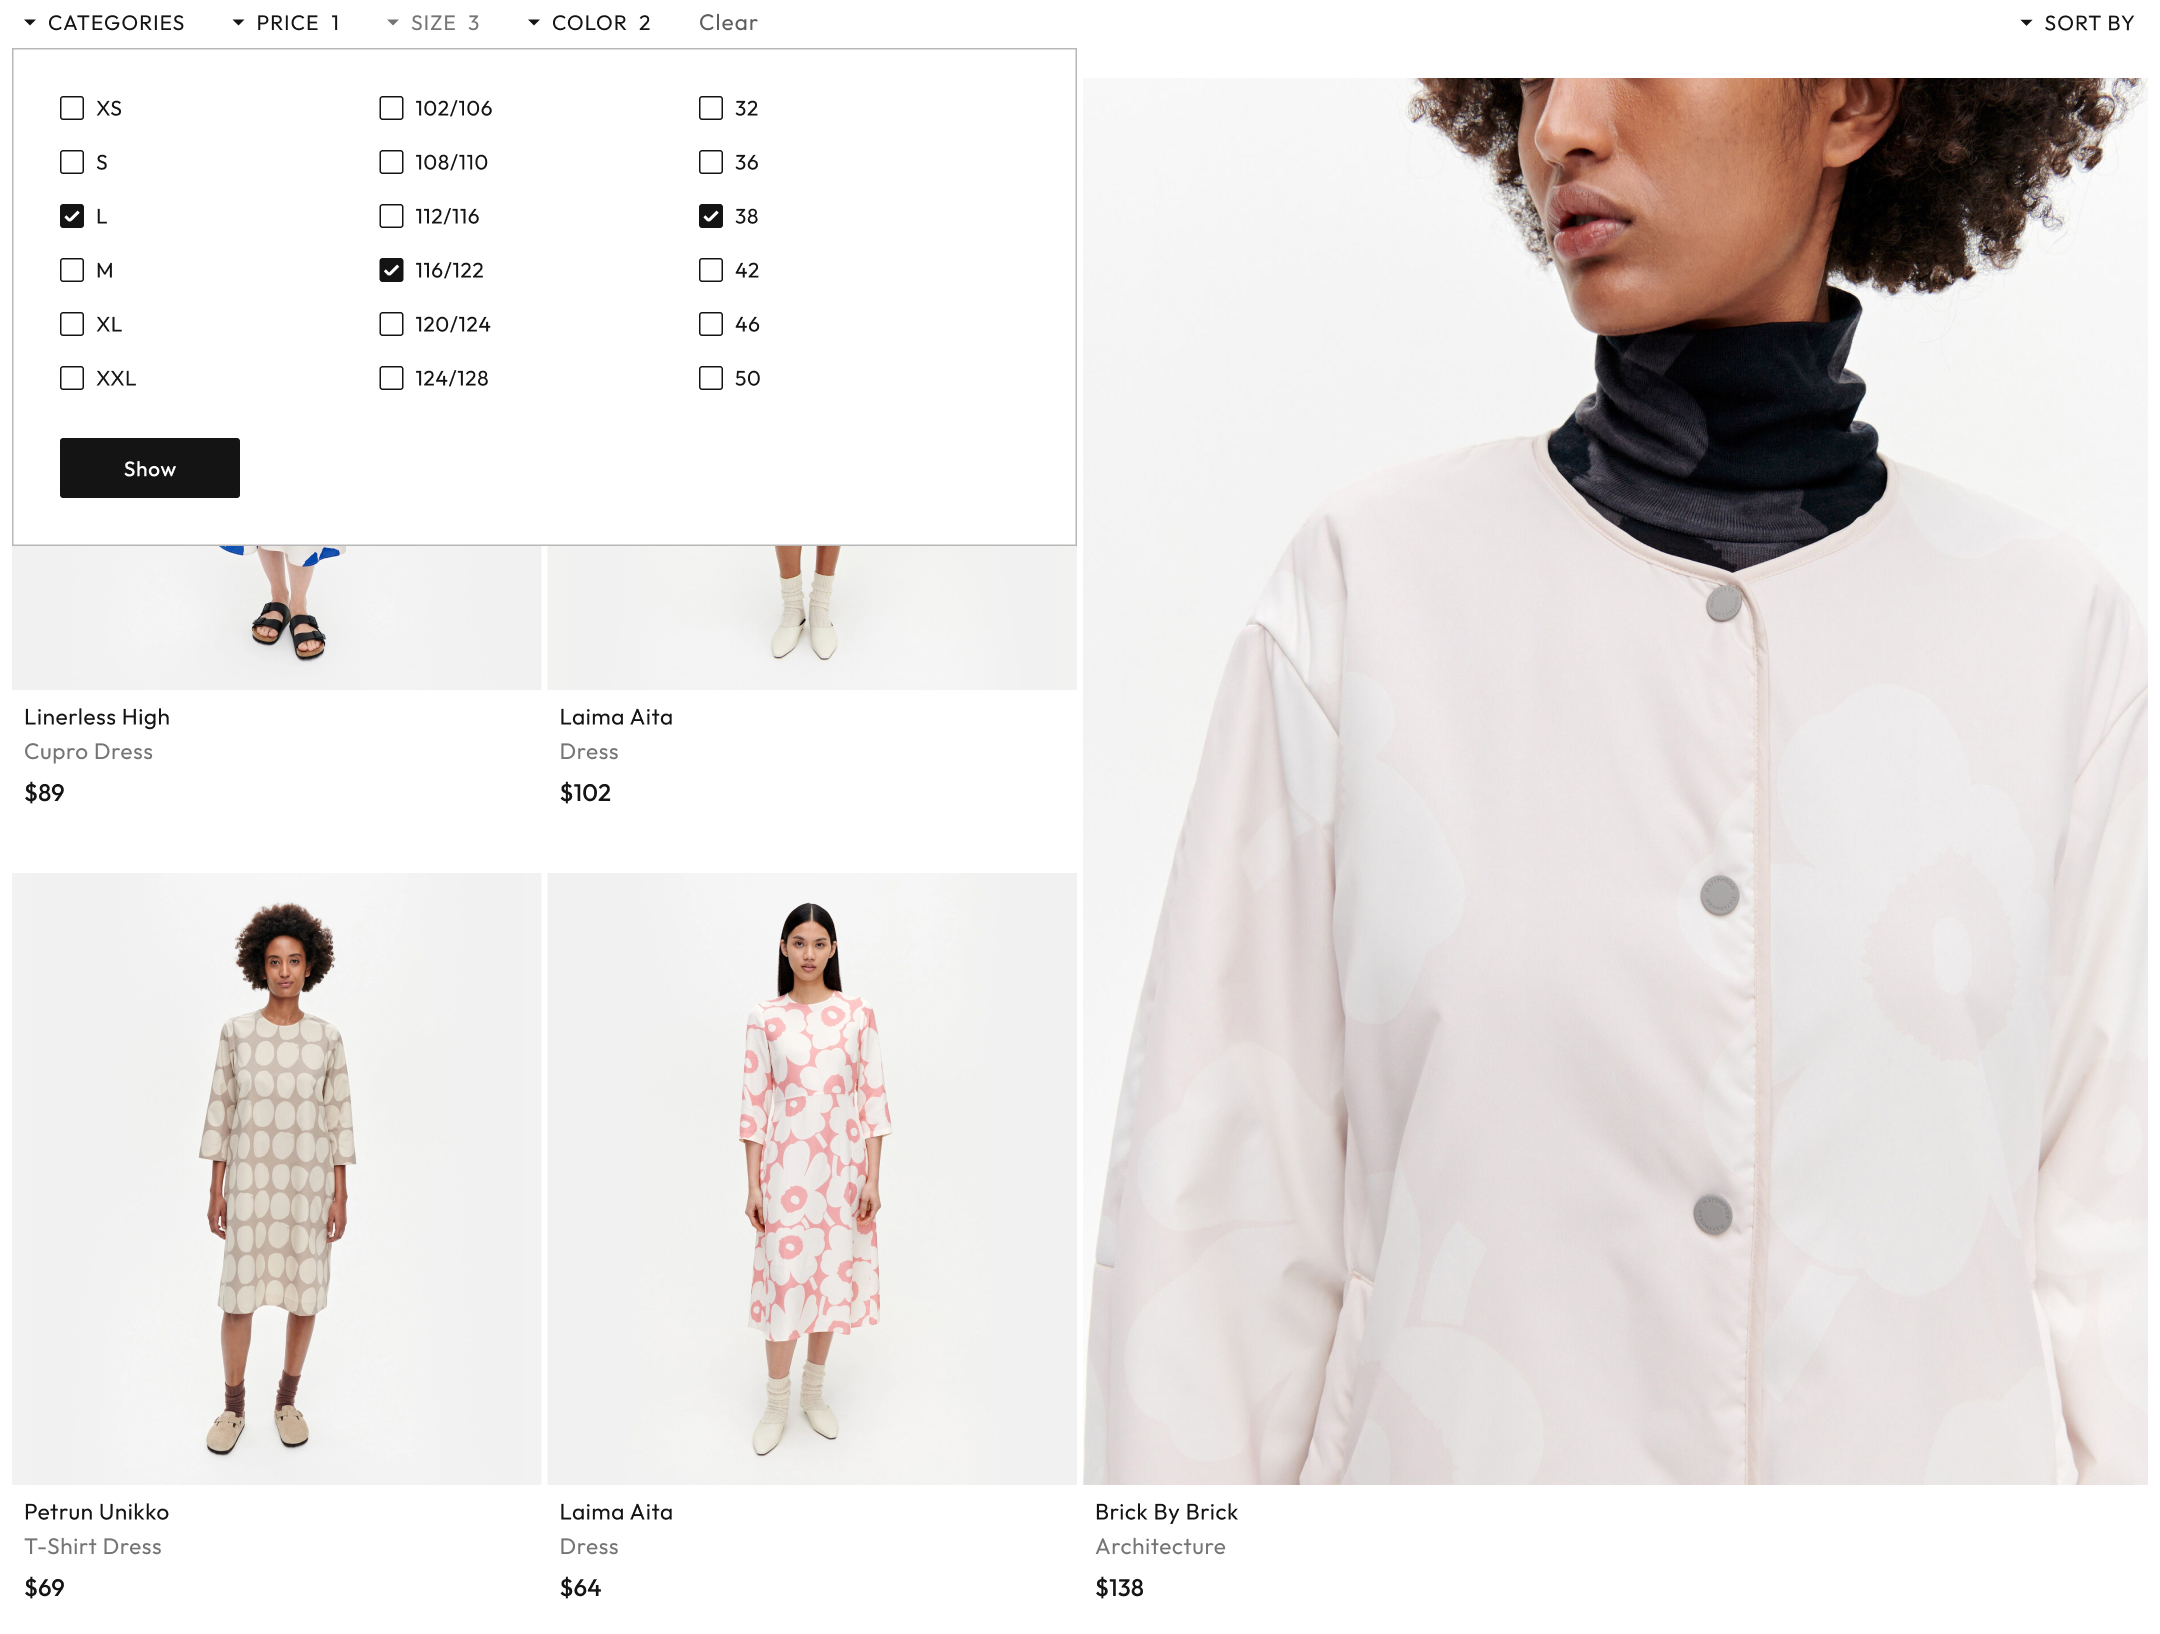 CATEGORIES PRICE 1 SIZE 3 COLOR 2 Clear SORT BY
XS 102/106 32
S 108/110 36
L 112/116 38
M 116/122 42
XL 120/124 46
XXL 124/128 50
Show
Linerless High
Cupro Dress
$89
Laima Aita
Dress
$102
Petrun Unikko
T-Shirt Dress
$69
Laima Aita
Dress
$64
Brick By Brick
Architecture
$138